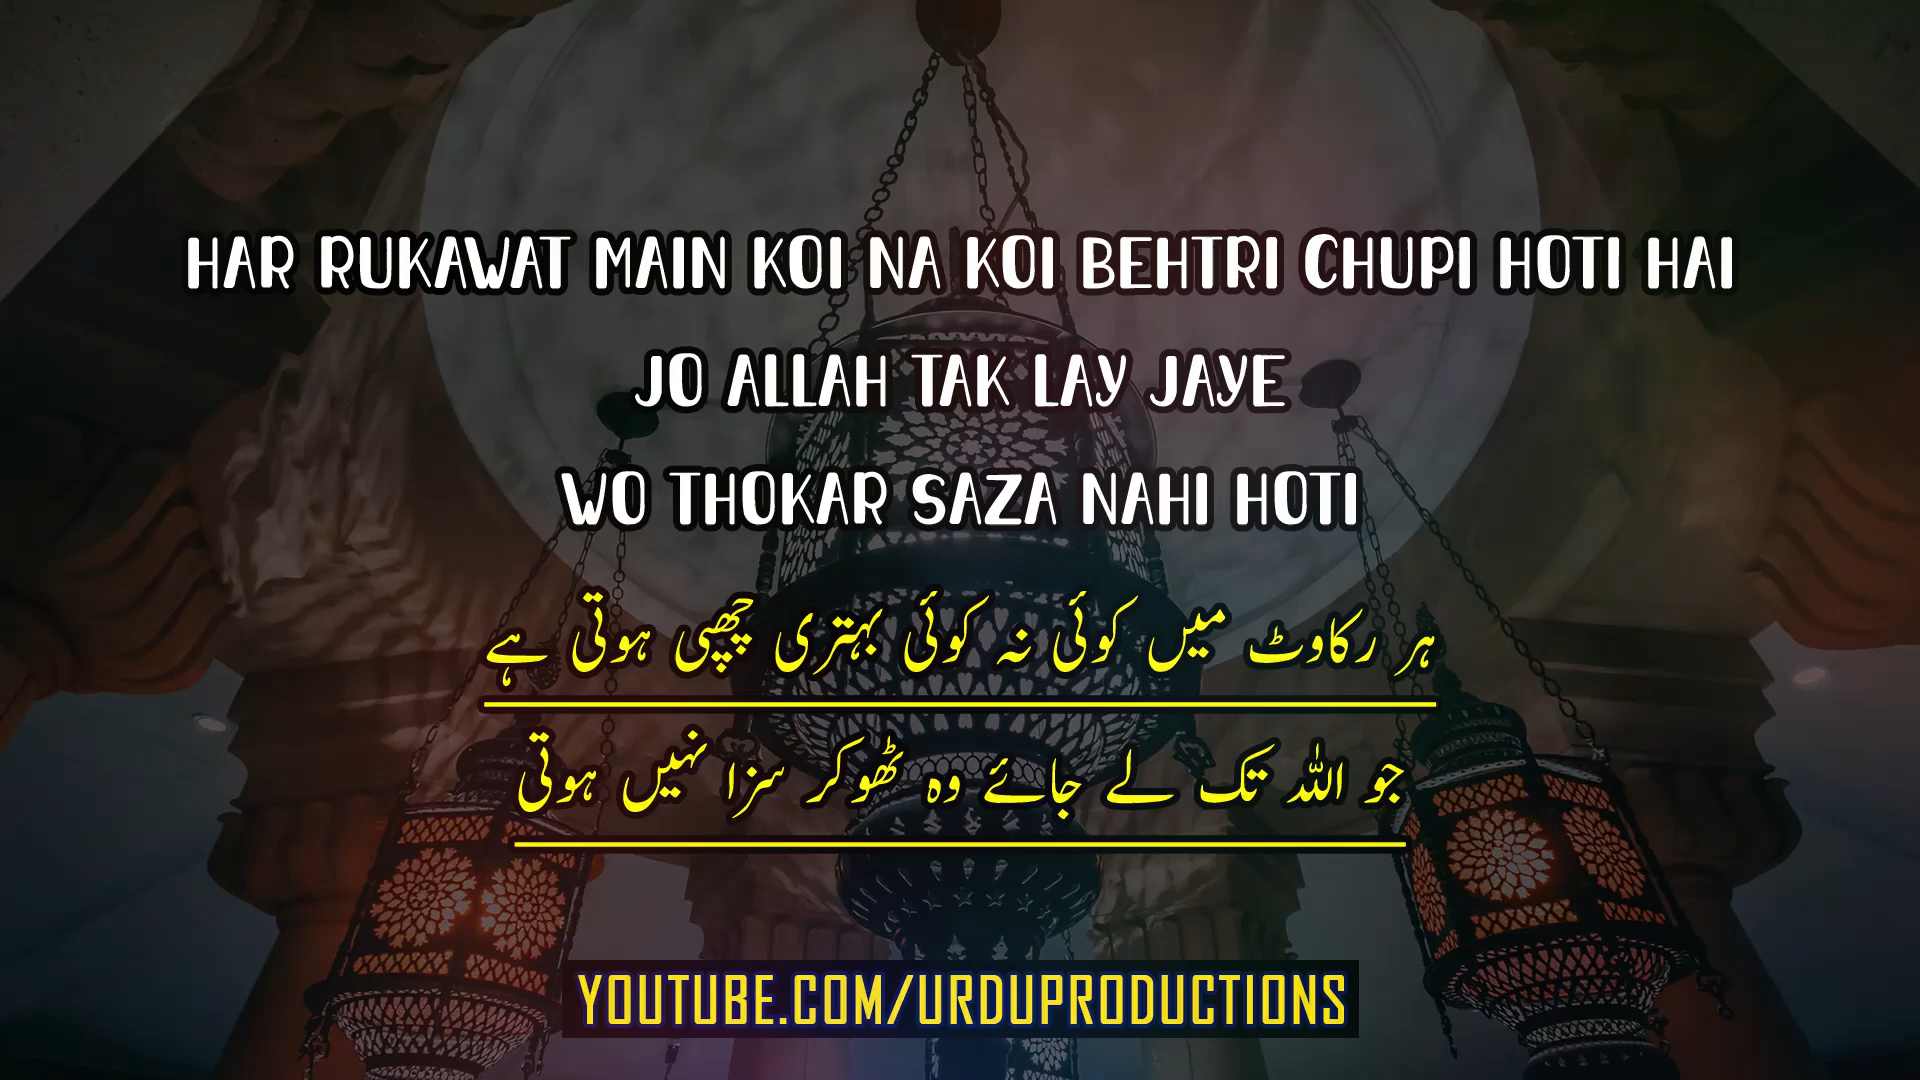 HAR RUKAWAT MAIN KOI NA KOI BEHTRI CHUPI HOTI HAI
JO ALLAH TAK LAY JAYE
WO THOKAR SAZA NAHI HOTI
ہر رکاوٹ میں کوئی نہ کوئی بہتری چھپی ہوتی ہے
جو اللہ تک لے جائے وہ ٹھوکر سزا نہیں ہوتی
YOUTUBE.COM/URDUPRODUCTIONS